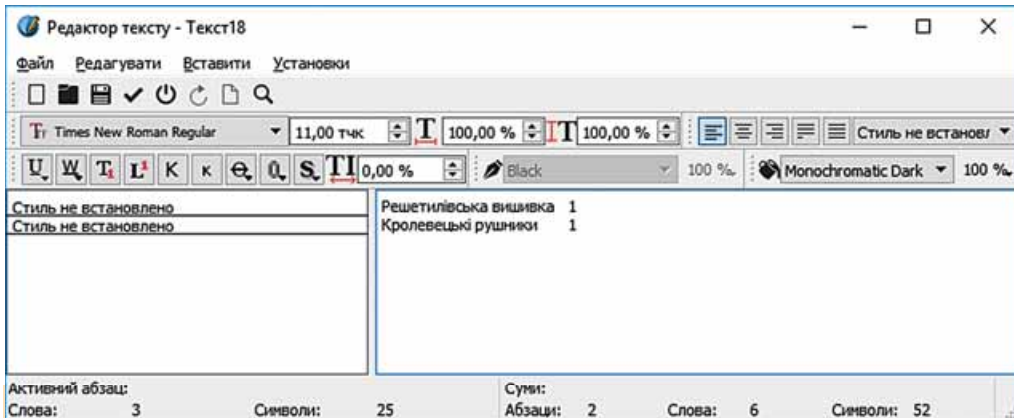 Редактор тексту - Текст18
Файл Редагувати Вставити Установки
Times New Roman Regular 11,00 тчк 100,00 % 100,00 % Стиль не встановл
0,00 % Black 100 % Monochromatic Dark 100 %
Стиль не встановлено
Стиль не встановлено
Решетилівська вишивка 1
Кролевецькі рушники 1
Активний абзац: Суми:
Слова: 3 Символи: 25 Абзаци: 2 Слова: 6 Символи: 52